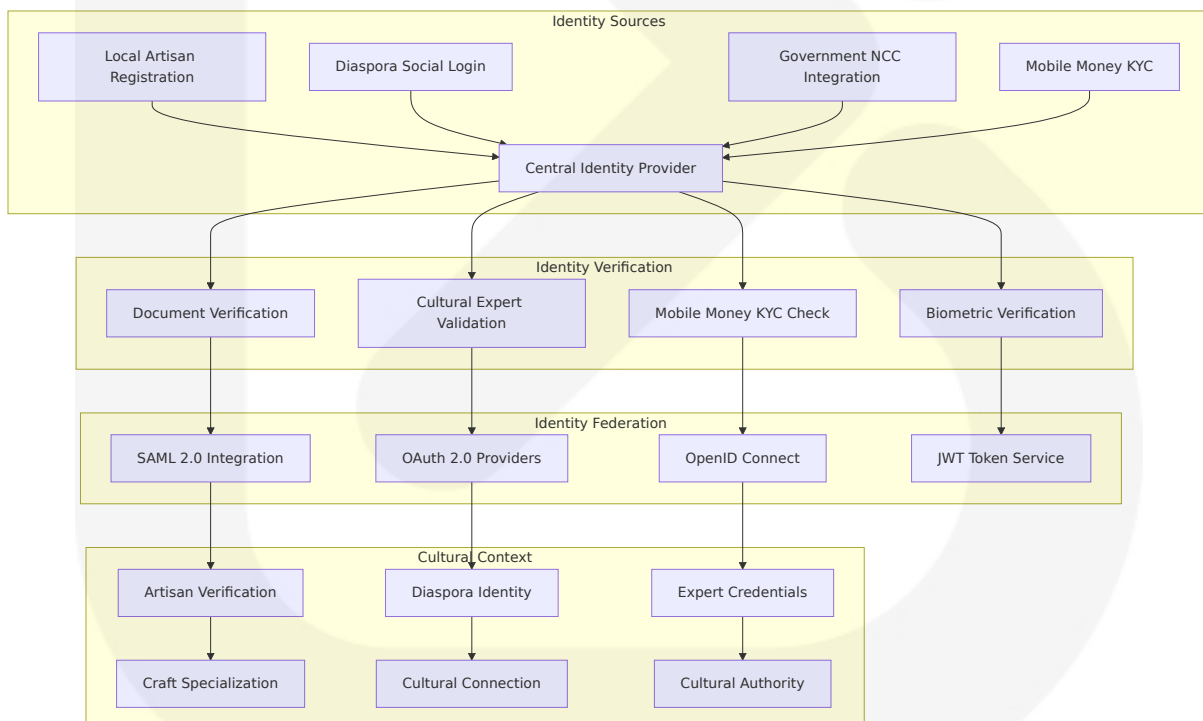 Identity Sources
Local Artisan
Registration
Diaspora Social Login
Government NCC
Integration
Mobile Money KYC
Central Identity Provider
Identity Verification
Document Verification
Cultural Expert
Validation
Mobile Money KYC Check
Biometric Verification
Identity Federation
SAML 2.0 Integration
OAuth 2.0 Providers
OpenID Connect
JWT Token Service
Cultural Context
Artisan Verification
Diaspora Identity
Expert Credentials
Craft Specialization
Cultural Connection
Cultural Authority